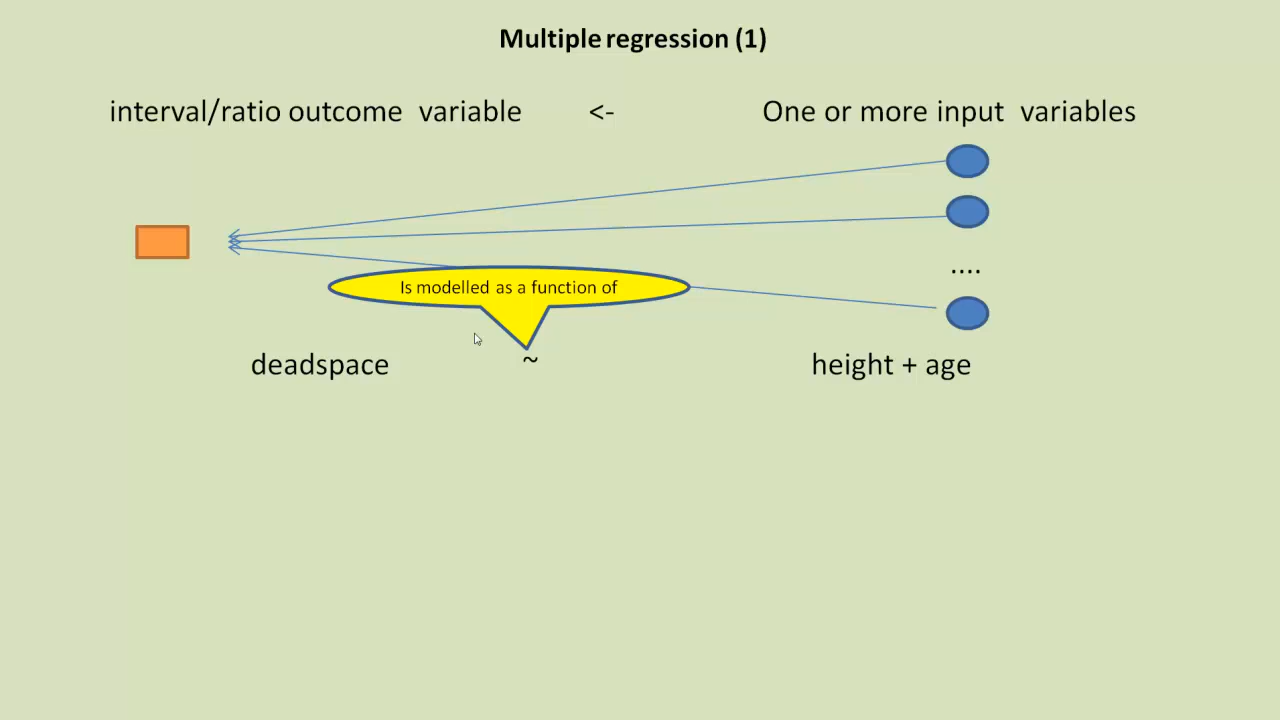 Multiple regression (1)
interval/ratio outcome variable <- One or more input variables
....
Is modelled as a function of
deadspace ~ height + age